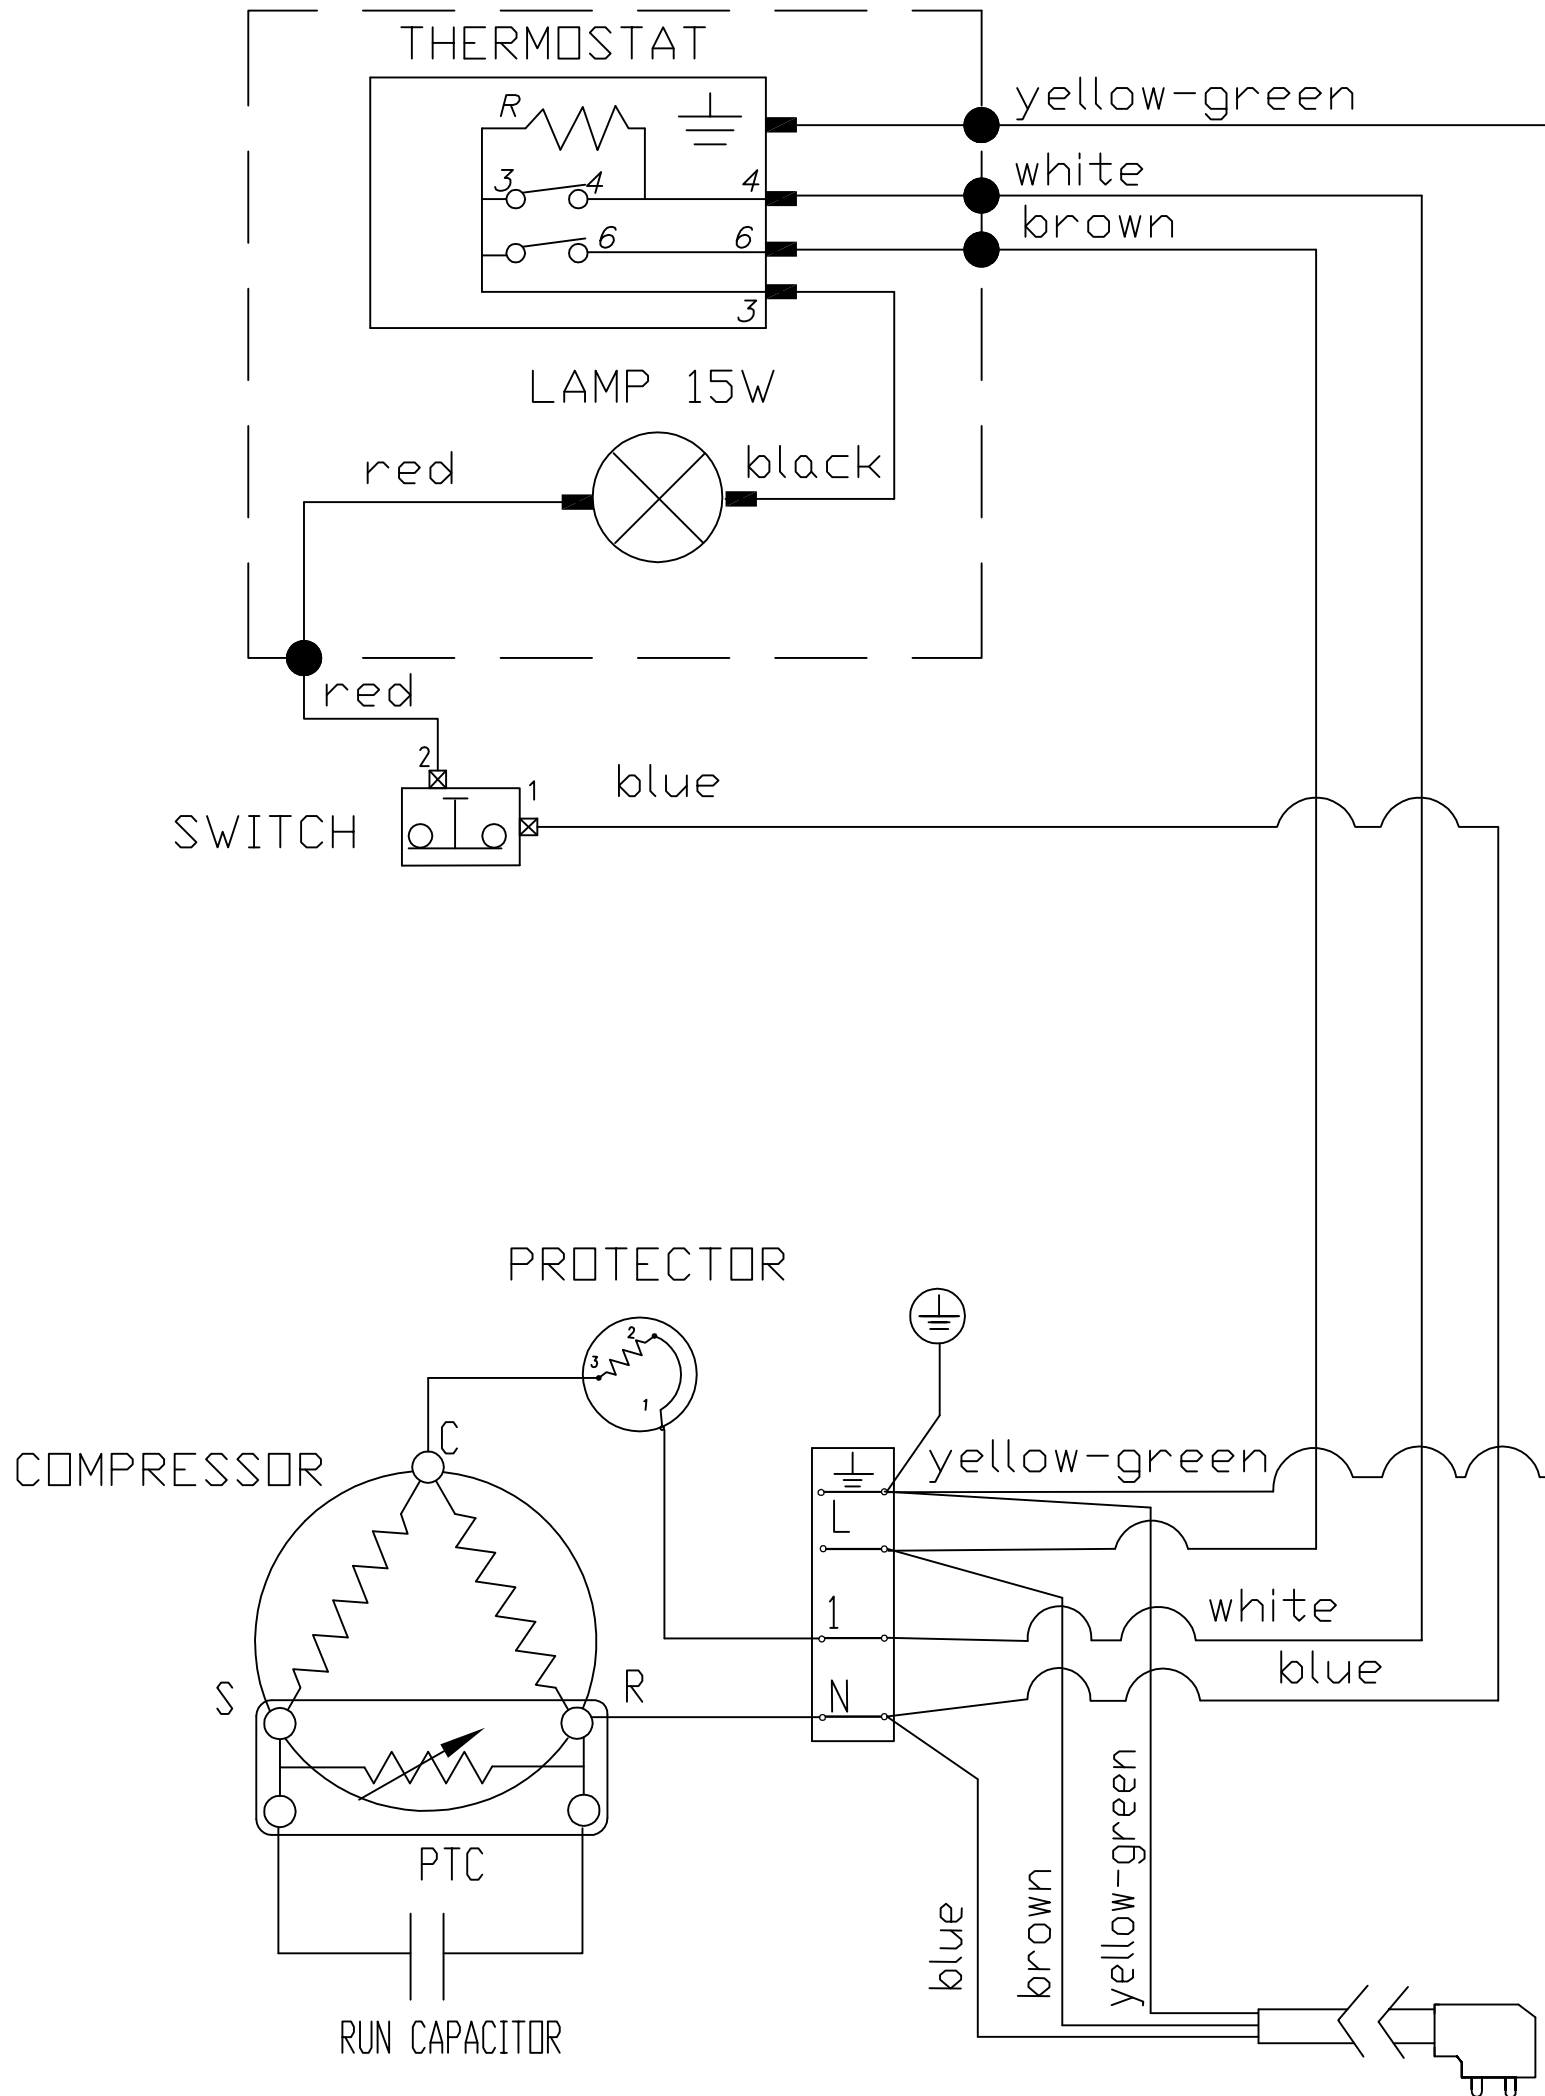 THERMOSTAT
yellow-green
R
white
3 4 4
brown
6 6
3
LAMP 15W
red
black
red
2
1
blue
SWITCH
PROTECTOR
2
3
1
C
COMPRESSOR
yellow-green
L
1
white
blue
S
R
N
yellow-green
brown
blue
PTC
RUN CAPACITOR